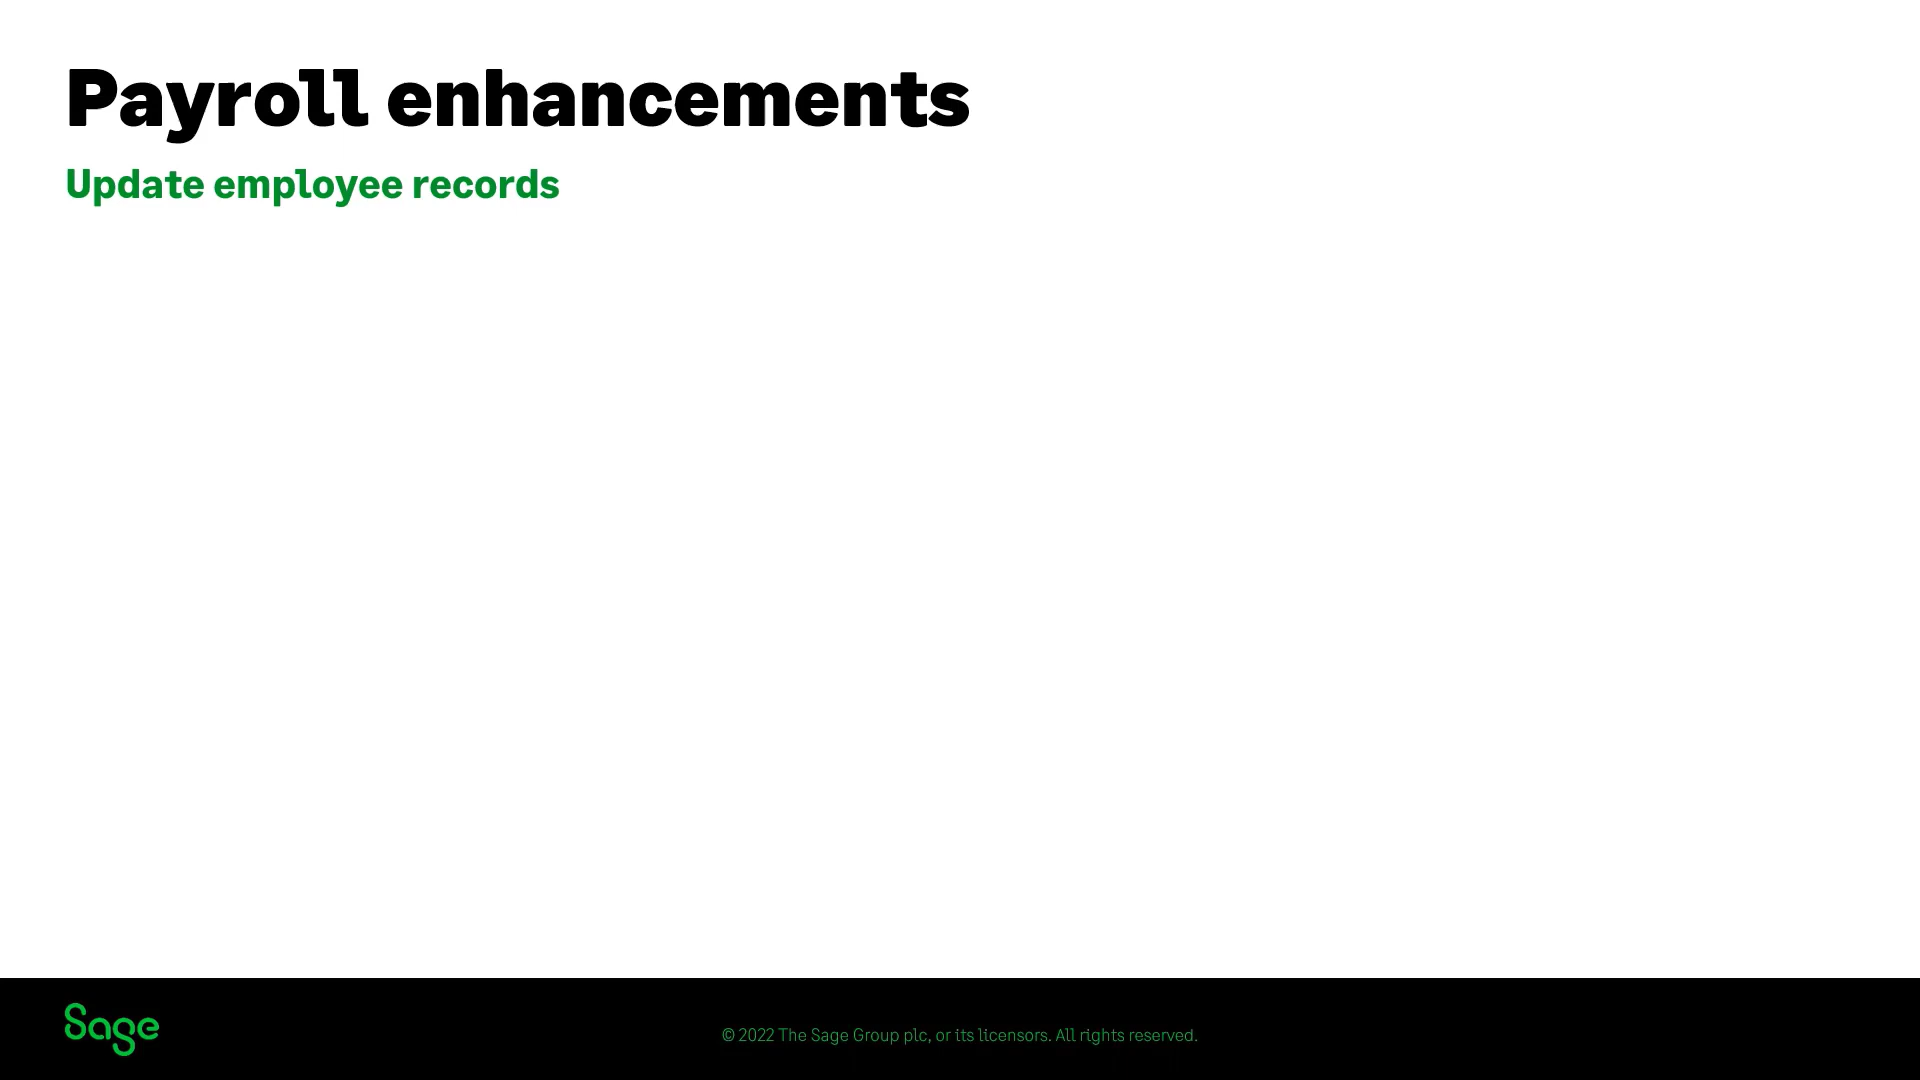 Payroll enhancements
Update employee records
Sage
© 2022 The Sage Group plc, or its licensors. All rights reserved.